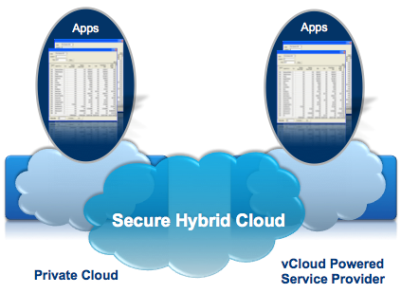 Apps
Apps
Secure Hybrid Cloud
Private Cloud
vCloud Powered
Service Provider